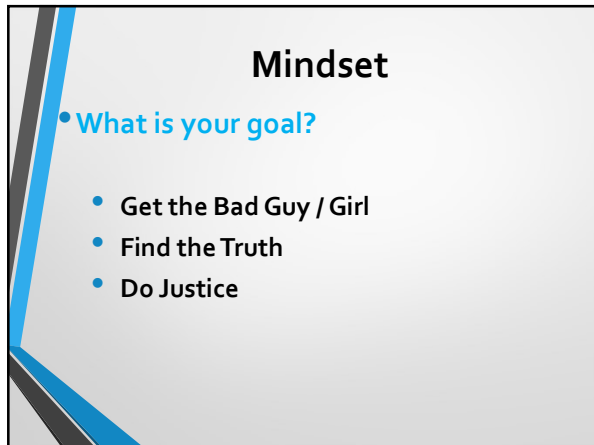 Mindset
• What is your goal?
• Get the Bad Guy / Girl
• Find the Truth
• Do Justice